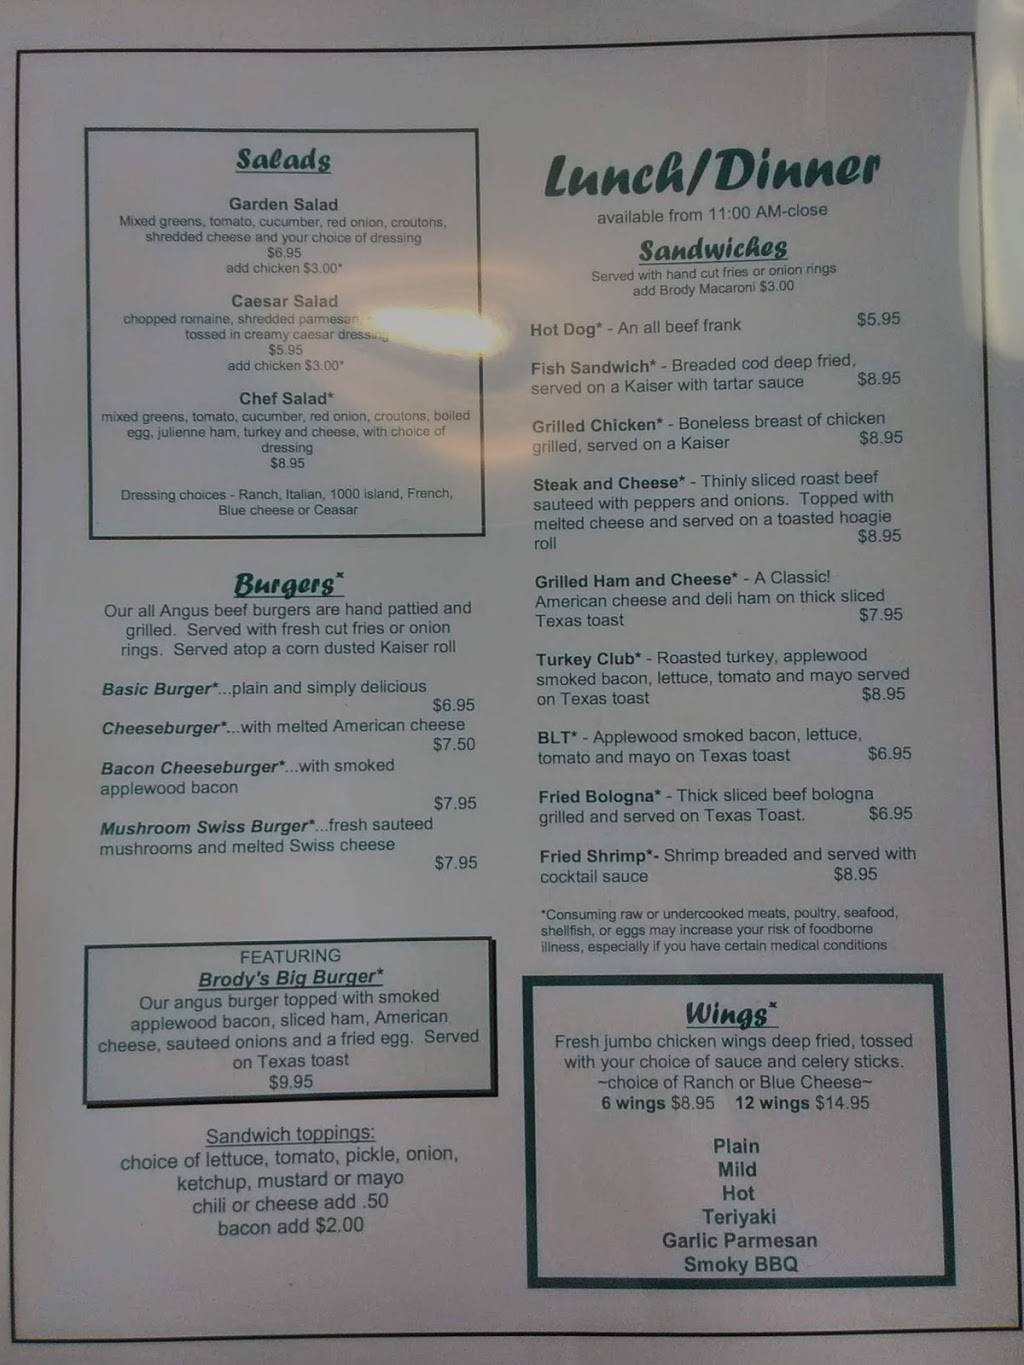 Salads
Garden Salad
Mixed greens, tomato, cucumber, red onion, croutons,
shredded cheese and your choice of dressing
$6.95
add chicken $3.00*
Caesar Salad
chopped romaine, shredded parmesan,
tossed in creamy caesar dressing
$5.95
add chicken $3.00*
Chef Salad*
mixed greens, tomato, cucumber, red onion, croutons, boiled
egg, julienne ham, turkey and cheese, with choice of
dressing
$8.95
Dressing choices - Ranch, Italian, 1000 island, French,
Blue cheese or Ceasar
Burgers*
Our all Angus beef burgers are hand pattied and
grilled. Served with fresh cut fries or onion
rings. Served atop a corn dusted Kaiser roll
Basic Burger*...plain and simply delicious
$6.95
Cheeseburger*...with melted American cheese
$7.50
Bacon Cheeseburger*...with smoked
applewood bacon
$7.95
Mushroom Swiss Burger*...fresh sauteed
mushrooms and melted Swiss cheese
$7.95
FEATURING
Brody's Big Burger*
Our angus burger topped with smoked
applewood bacon, sliced ham, American
cheese, sauteed onions and a fried egg. Served
on Texas toast
$9.95
Sandwich toppings:
choice of lettuce, tomato, pickle, onion,
ketchup, mustard or mayo
chili or cheese add .50
bacon add $2.00
Lunch/Dinner
available from 11:00 AM-close
Sandwiches
Served with hand cut fries or onion rings
add Brody Macaroni $3.00
Hot Dog* - An all beef frank $5.95
Fish Sandwich* - Breaded cod deep fried,
served on a Kaiser with tartar sauce $8.95
Grilled Chicken* - Boneless breast of chicken
grilled, served on a Kaiser $8.95
Steak and Cheese* - Thinly sliced roast beef
sauteed with peppers and onions. Topped with
melted cheese and served on a toasted hoagie
roll $8.95
Grilled Ham and Cheese* - A Classic!
American cheese and deli ham on thick sliced
Texas toast $7.95
Turkey Club* - Roasted turkey, applewood
smoked bacon, lettuce, tomato and mayo served
on Texas toast $8.95
BLT* - Applewood smoked bacon, lettuce,
tomato and mayo on Texas toast $6.95
Fried Bologna* - Thick sliced beef bologna
grilled and served on Texas Toast. $6.95
Fried Shrimp*- Shrimp breaded and served with
cocktail sauce $8.95
*Consuming raw or undercooked meats, poultry, seafood,
shellfish, or eggs may increase your risk of foodborne
illness, especially if you have certain medical conditions
Wings*
Fresh jumbo chicken wings deep fried, tossed
with your choice of sauce and celery sticks.
~choice of Ranch or Blue Cheese~
6 wings $8.95 12 wings $14.95
Plain
Mild
Hot
Teriyaki
Garlic Parmesan
Smoky BBQ